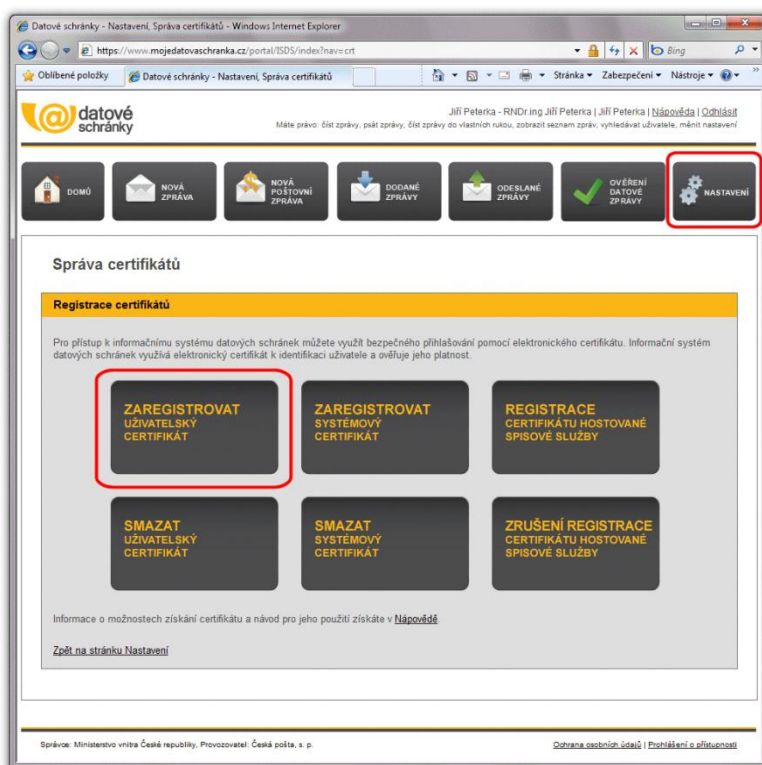 Datové schránky - Nastavení, Správa certifikátů - Windows Internet Explorer
https://www.mojedatovaschranka.cz/portal/ISDS/index?nav=crt
Bing
Oblíbené položky
Datové schránky - Nastavení, Správa certifikátů
Stránka
Zabezpečení
Nástroje
datové
schránky
Jiří Peterka - RNDr.ing Jiří Peterka | Jiří Peterka | Nápověda | Odhlásit
Máte právo: číst zprávy, psát zprávy, číst zprávy do vlastních rukou, zobrazit seznam zpráv, vyhledávat uživatele, měnit nastavení
DOMŮ
NOVÁ
ZPRÁVA
NOVÁ
POŠTOVNÍ
ZPRÁVA
DODANÉ
ZPRÁVY
ODESLANÉ
ZPRÁVY
OVĚŘENÍ
DATOVÉ
ZPRÁVY
NASTAVENÍ
Správa certifikátů
Registrace certifikátů
Pro přístup k informačnímu systému datových schránek můžete využít bezpečného přihlašování pomocí elektronického certifikátu. Informační systém
datových schránek využívá elektronický certifikát k identifikaci uživatele a ověřuje jeho platnost.
ZAREGISTROVAT
UŽIVATELSKÝ
CERTIFIKÁT
ZAREGISTROVAT
SYSTÉMOVÝ
CERTIFIKÁT
REGISTRACE
CERTIFIKÁTU HOSTOVANÉ
SPISOVÉ SLUŽBY
SMAZAT
UŽIVATELSKÝ
CERTIFIKÁT
SMAZAT
SYSTÉMOVÝ
CERTIFIKÁT
ZRUŠENÍ REGISTRACE
CERTIFIKÁTU HOSTOVANÉ
SPISOVÉ SLUŽBY
Informace o možnostech získání certifikátu a návod pro jeho použití získáte v Nápovědě.
Zpět na stránku Nastavení
Správce: Ministerstvo vnitra České republiky, Provozovatel: Česká pošta, s. p.
Ochrana osobních údajů | Prohlášení o přístupnosti